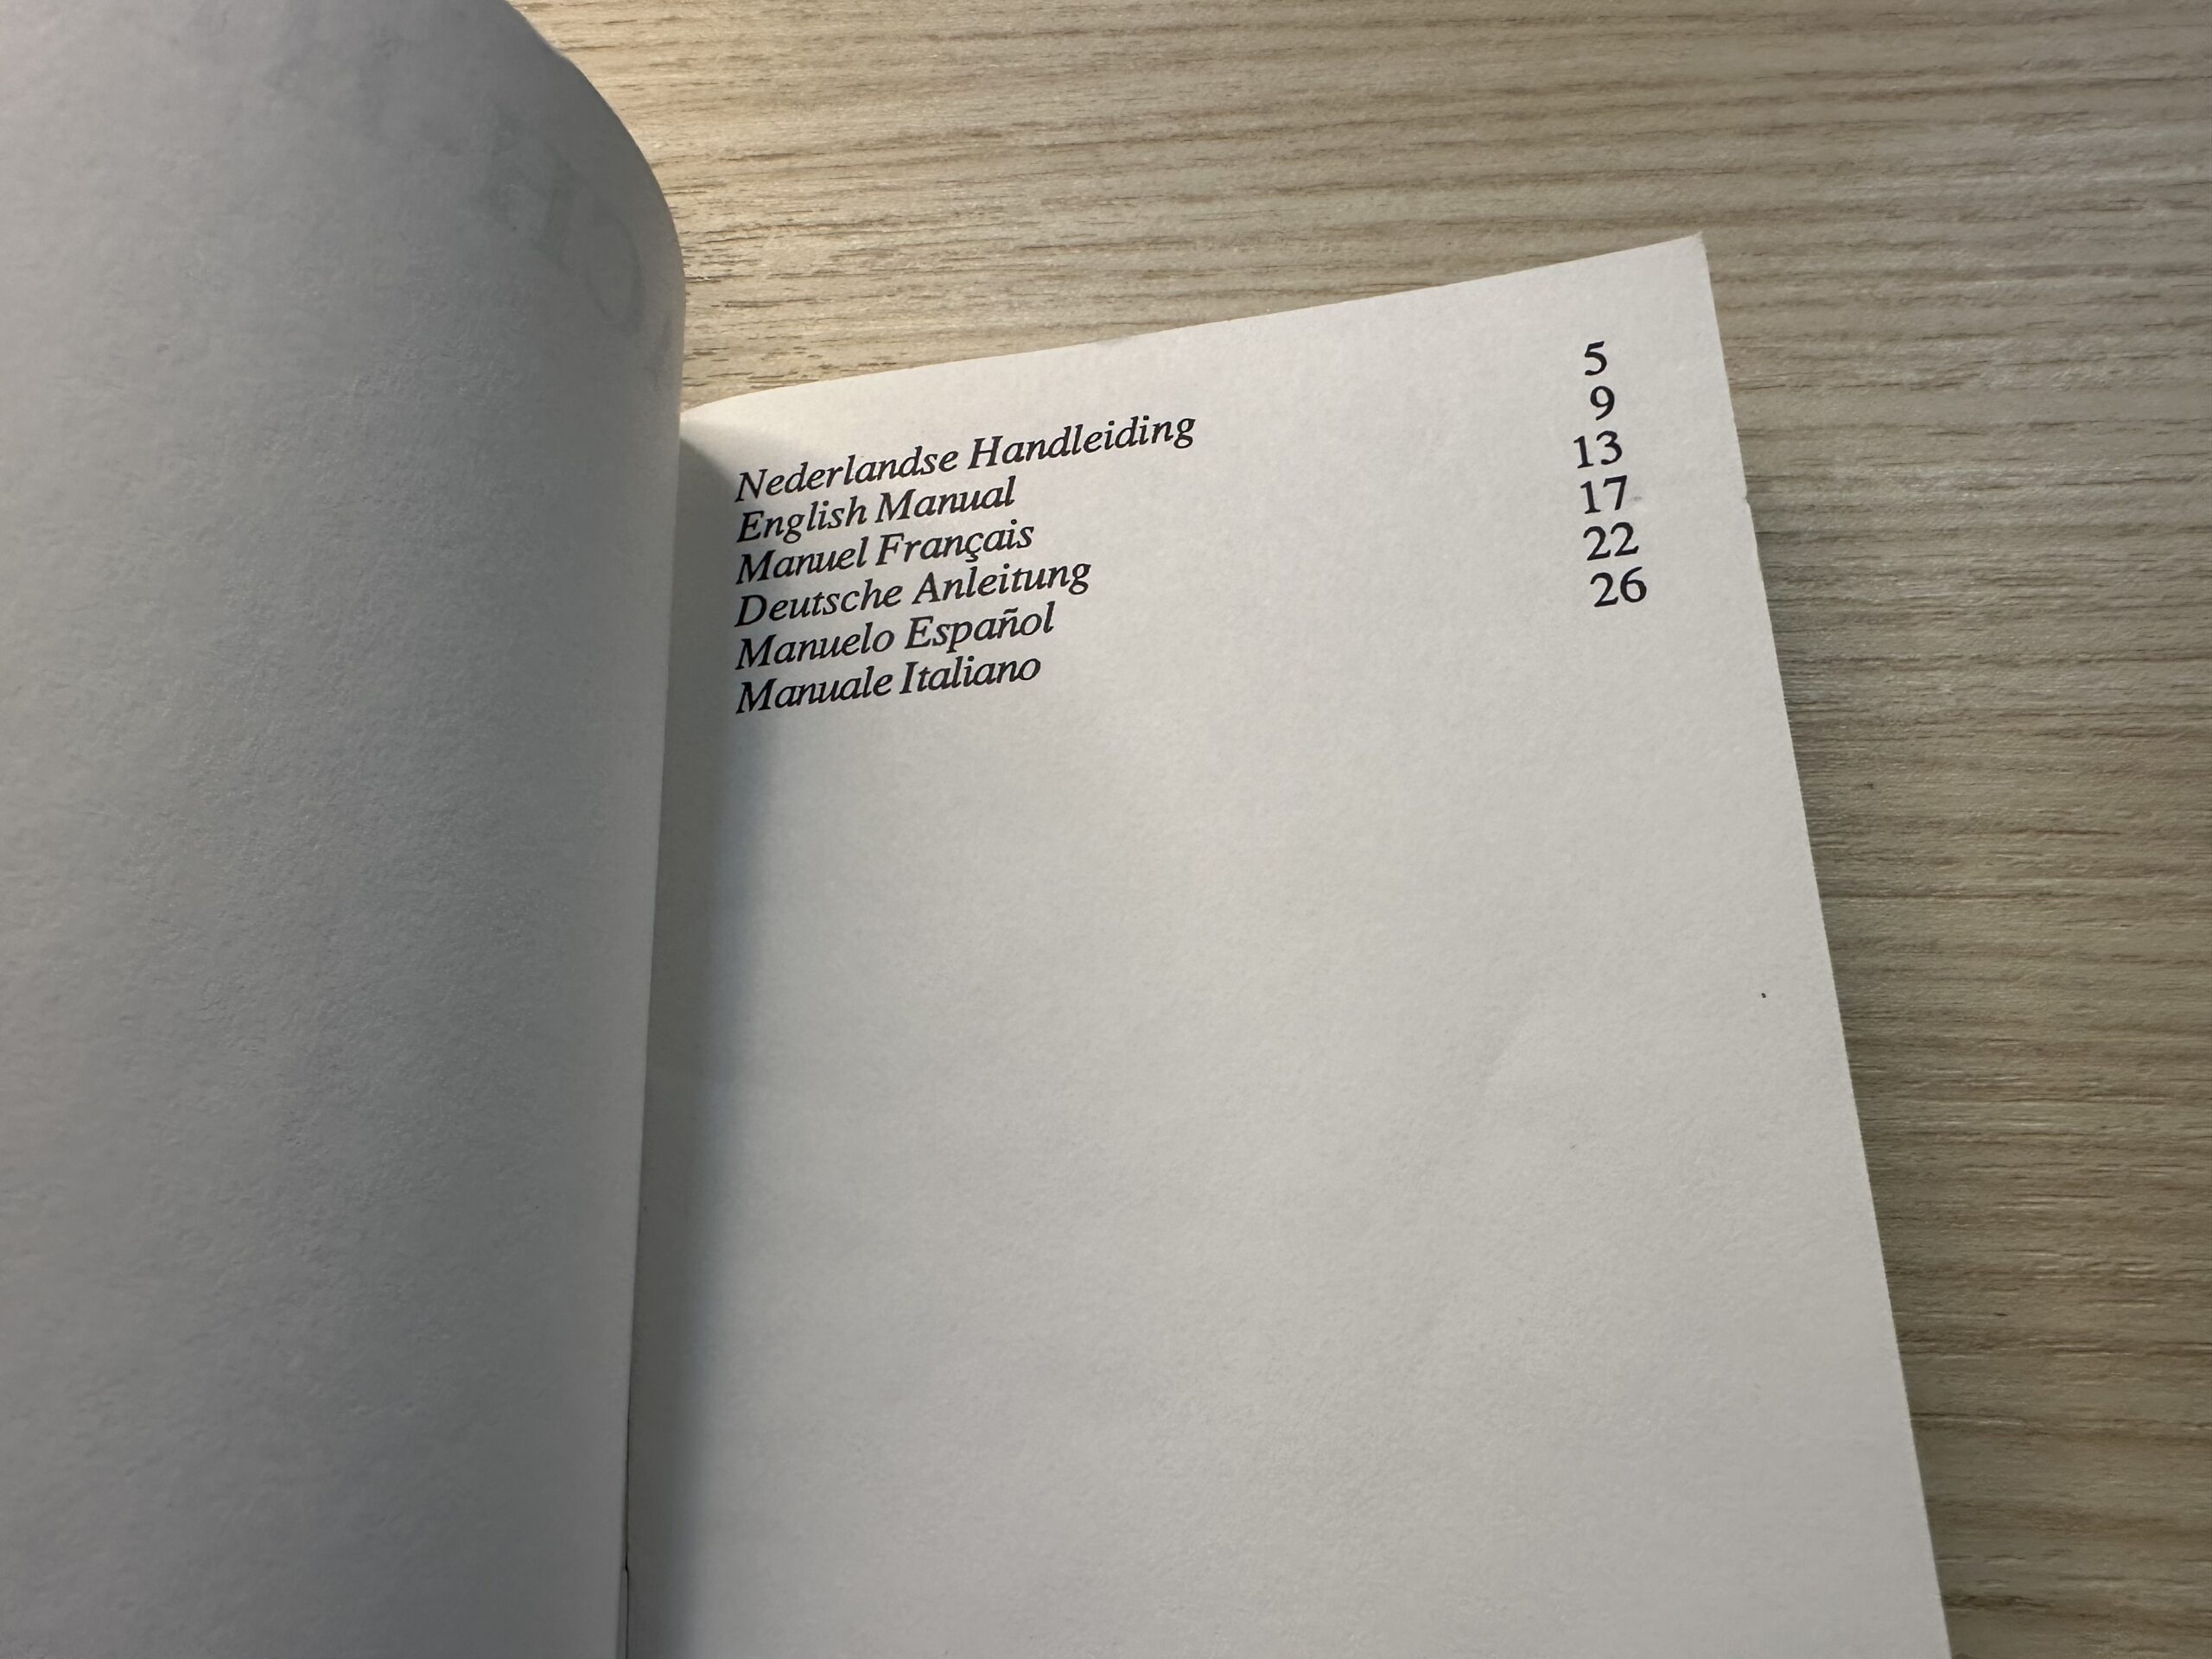 Nederlandse Handleiding 5
English Manual 9
Manuel Français 13
Deutsche Anleitung 17
Manuelo Español 22
Manuale Italiano 26